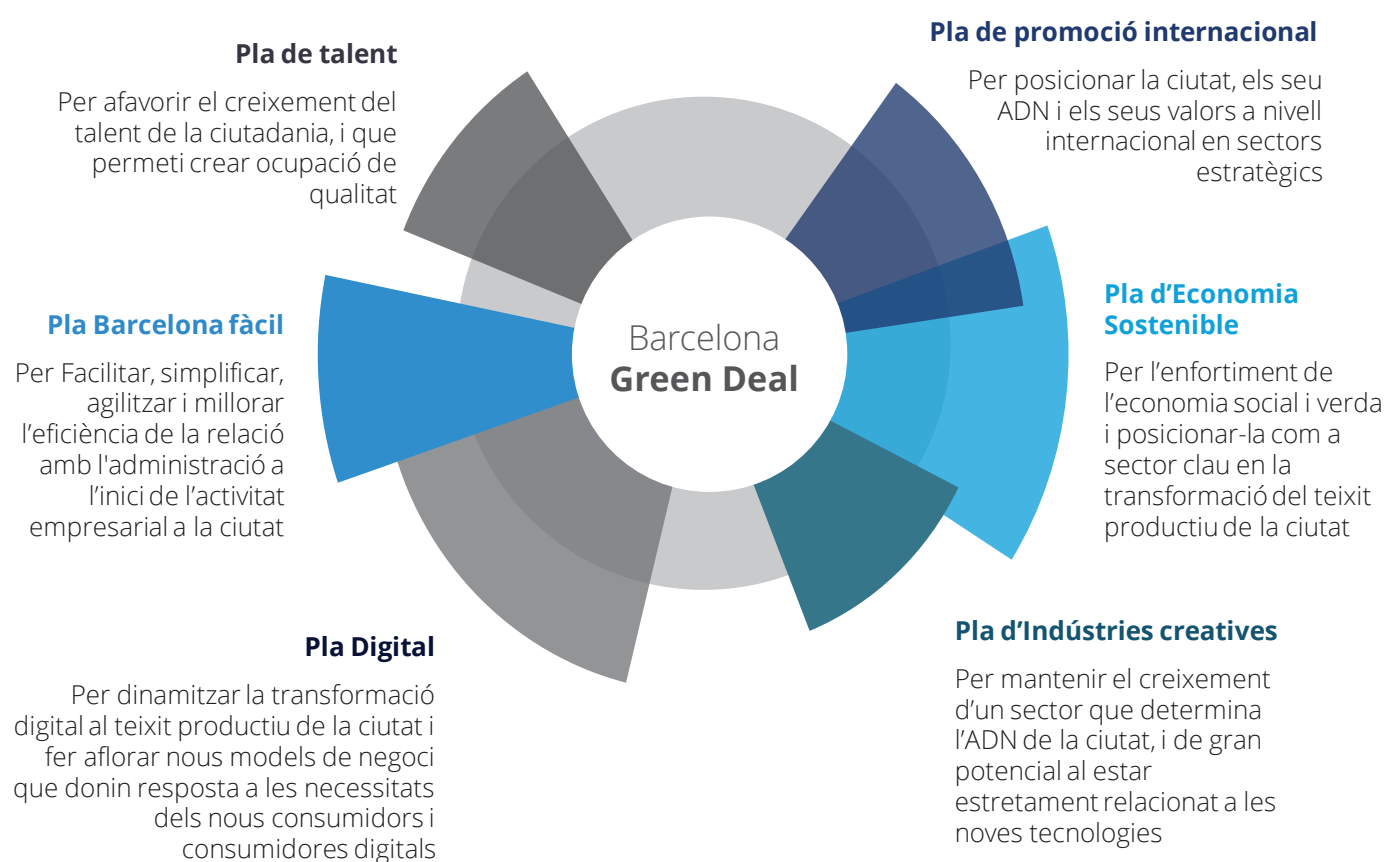 Pla de talent
Per afavorir el creixement del
talent de la ciutadania, i que
permeti crear ocupació de
qualitat
Pla de promoció internacional
Per posicionar la ciutat, els seu
ADN i els seus valors a nivell
internacional en sectors
estratègics
Pla Barcelona fàcil
Per Facilitar, simplificar,
agilitzar i millorar
l’eficiència de la relació
amb l'administració a
l’inici de l’activitat
empresarial a la ciutat
Barcelona
Green Deal
Pla d’Economia
Sostenible
Per l’enfortiment de
l’economia social i verda
i posicionar-la com a
sector clau en la
transformació del teixit
productiu de la ciutat
Pla Digital
Per dinamitzar la transformació
digital al teixit productiu de la ciutat i
fer aflorar nous models de negoci
que donin resposta a les necessitats
dels nous consumidors i
consumidores digitals
Pla d’Indústries creatives
Per mantenir el creixement
d’un sector que determina
l’ADN de la ciutat, i de gran
potencial al estar
estretament relacionat a les
noves tecnologies